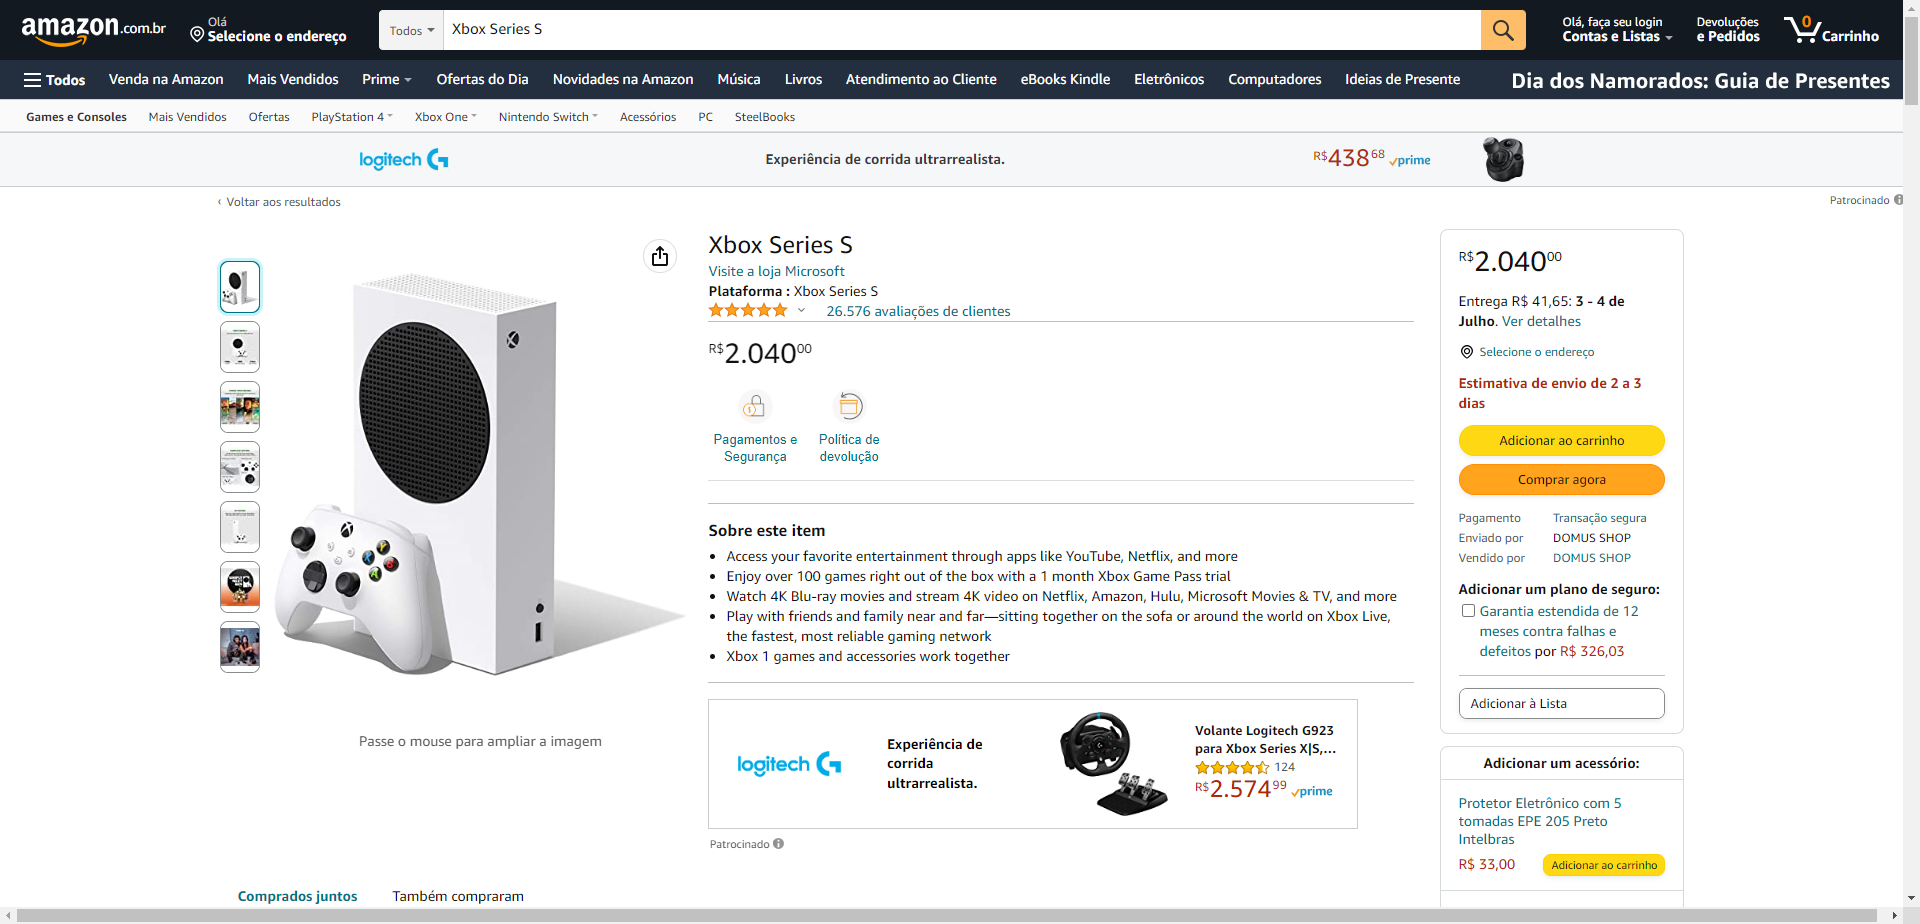 amazon.com.br
Olá
Selecione o endereço
Todos
Xbox Series S
Olá, faça seu login
Contas e Listas
Devoluções
e Pedidos
0
Carrinho
Todos
Venda na Amazon
Mais Vendidos
Prime
Ofertas do Dia
Novidades na Amazon
Música
Livros
Atendimento ao Cliente
eBooks Kindle
Eletrônicos
Computadores
Ideias de Presente
Dia dos Namorados: Guia de Presentes
Games e Consoles
Mais Vendidos
Ofertas
PlayStation 4
Xbox One
Nintendo Switch
Acessórios
PC
SteelBooks
logitech G
Experiência de corrida ultrarrealista.
R$43868 prime
‹ Voltar aos resultados
Patrocinado
Xbox Series S
Visite a loja Microsoft
Plataforma : Xbox Series S
26.576 avaliações de clientes
R$2.04000
Pagamentos e
Segurança
Política de
devolução
Sobre este item
• Access your favorite entertainment through apps like YouTube, Netflix, and more
• Enjoy over 100 games right out of the box with a 1 month Xbox Game Pass trial
• Watch 4K Blu-ray movies and stream 4K video on Netflix, Amazon, Hulu, Microsoft Movies & TV, and more
• Play with friends and family near and far—sitting together on the sofa or around the world on Xbox Live,
the fastest, most reliable gaming network
• Xbox 1 games and accessories work together
Passe o mouse para ampliar a imagem
logitech G
Experiência de
corrida
ultrarrealista.
Volante Logitech G923
para Xbox Series X|S,...
124
R$2.57499 prime
Patrocinado
Comprados juntos
Também compraram
R$2.04000
Entrega R$ 41,65: 3 - 4 de
Julho. Ver detalhes
Selecione o endereço
Estimativa de envio de 2 a 3
dias
Adicionar ao carrinho
Comprar agora
Pagamento Transação segura
Enviado por DOMUS SHOP
Vendido por DOMUS SHOP
Adicionar um plano de seguro:
Garantia estendida de 12
meses contra falhas e
defeitos por R$ 326,03
Adicionar à Lista
Adicionar um acessório:
Protetor Eletrônico com 5
tomadas EPE 205 Preto
Intelbras
R$ 33,00
Adicionar ao carrinho